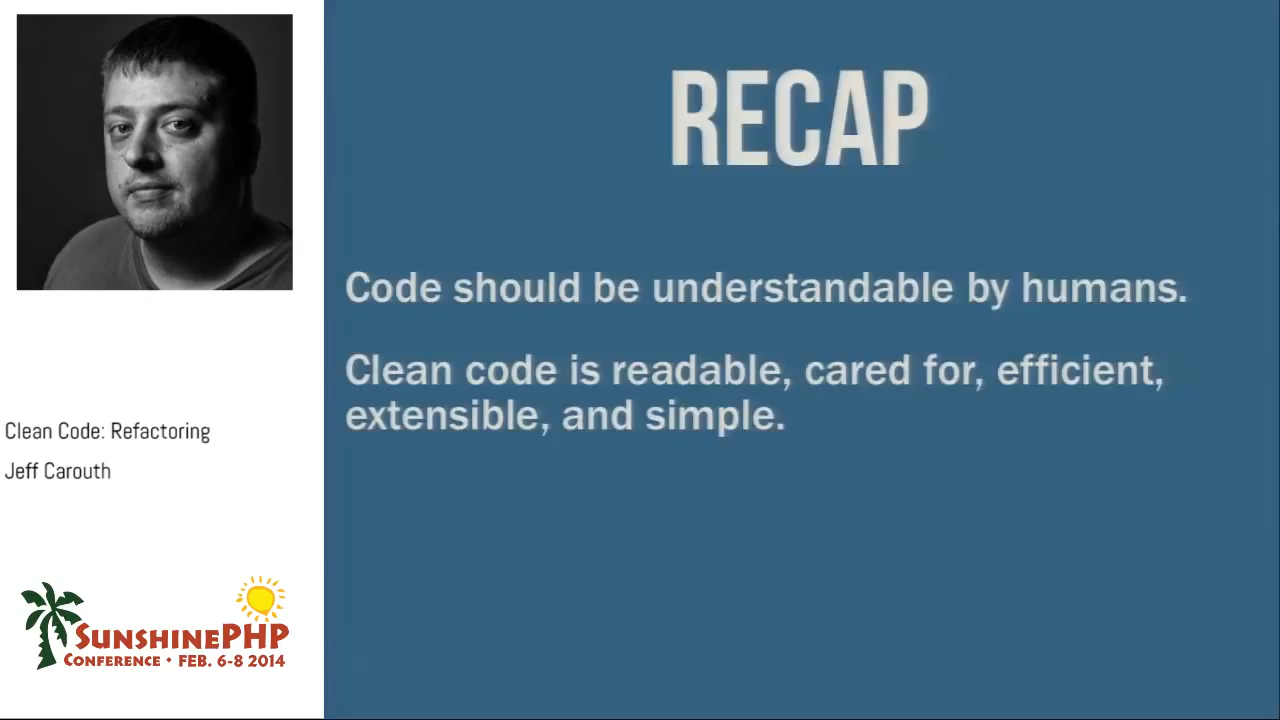 RECAP
Code should be understandable by humans.
Clean code is readable, cared for, efficient,
extensible, and simple.
Clean Code: Refactoring
Jeff Carouth
SUNSHINEPHP
CONFERENCE • FEB. 6-8 2014